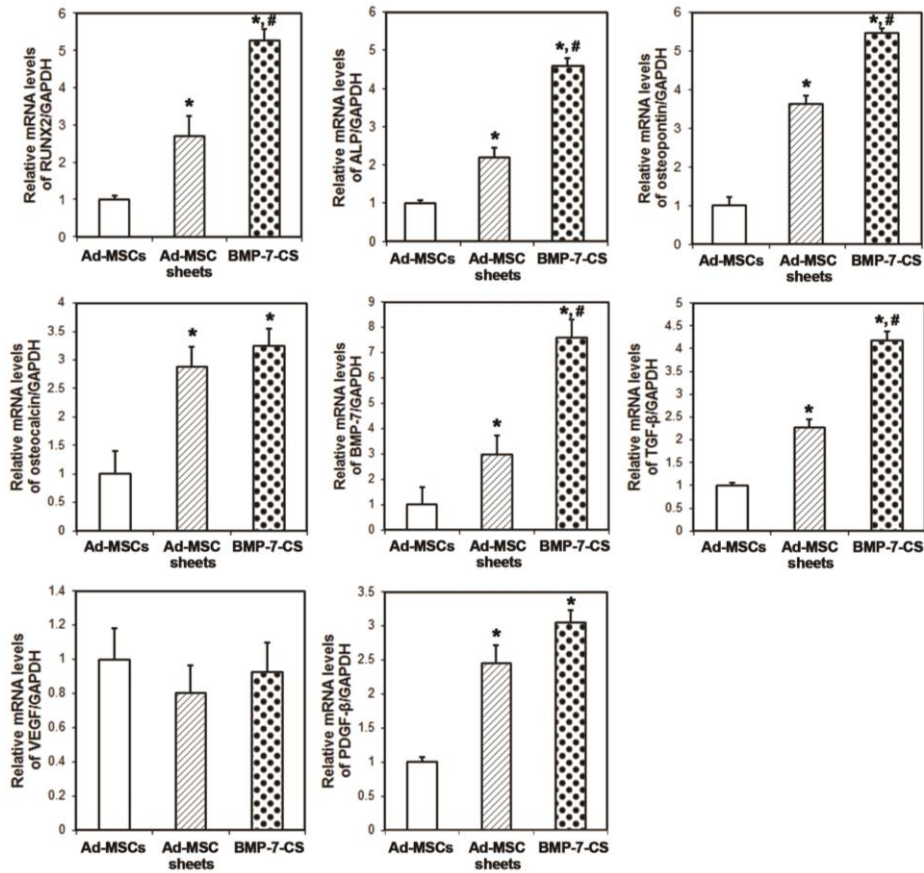 Relative mRNA levels
of RUNX2/GAPDH
6
5
4
3
2
1
0
*
*, #
Ad-MSCs
Ad-MSC
sheets
BMP-7-CS
Relative mRNA levels
of ALP/GAPDH
6
5
4
3
2
1
0
*
*, #
Ad-MSCs
Ad-MSC
sheets
BMP-7-CS
Relative mRNA levels
of osteopontin/GAPDH
6
5
4
3
2
1
0
*
*, #
Ad-MSCs
Ad-MSC
sheets
BMP-7-CS
Relative mRNA levels
of osteocalcin/GAPDH
4
3.5
3
2.5
2
1.5
1
0.5
0
*
*
Ad-MSCs
Ad-MSC
sheets
BMP-7-CS
Relative mRNA levels
of BMP-7/GAPDH
9
8
7
6
5
4
3
2
1
0
*
*, #
Ad-MSCs
Ad-MSC
sheets
BMP-7-CS
Relative mRNA levels
of TGF-β/GAPDH
5
4.5
4
3.5
3
2.5
2
1.5
1
0.5
0
*
*, #
Ad-MSCs
Ad-MSC
sheets
BMP-7-CS
Relative mRNA levels
of VEGF/GAPDH
1.4
1.2
1
0.8
0.6
0.4
0.2
0
Ad-MSCs
Ad-MSC
sheets
BMP-7-CS
Relative mRNA levels
of PDGF-β/GAPDH
3.5
3
2.5
2
1.5
1
0.5
0
*
*
Ad-MSCs
Ad-MSC
sheets
BMP-7-CS